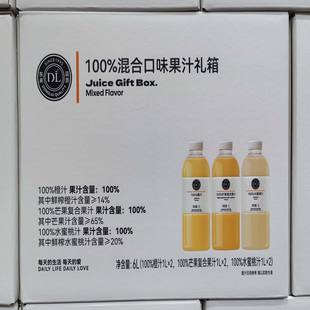 DL
100%混合口味果汁礼箱
Juice Gift Box.
Mixed Flavor
100%橙汁 果汁含量：100%
其中鲜榨橙汁含量≥14%
100%芒果复合果汁 果汁含量：100%
其中芒果汁含量≥65%
100%水蜜桃汁 果汁含量：100%
其中鲜榨水蜜桃汁含量≥20%
每天的生活 每天的爱
DAILY LIFE DAILY LOVE
净含量：6L (100%橙汁1L×2，100%芒果复合果汁1L×2，100%水蜜桃汁1L×2)